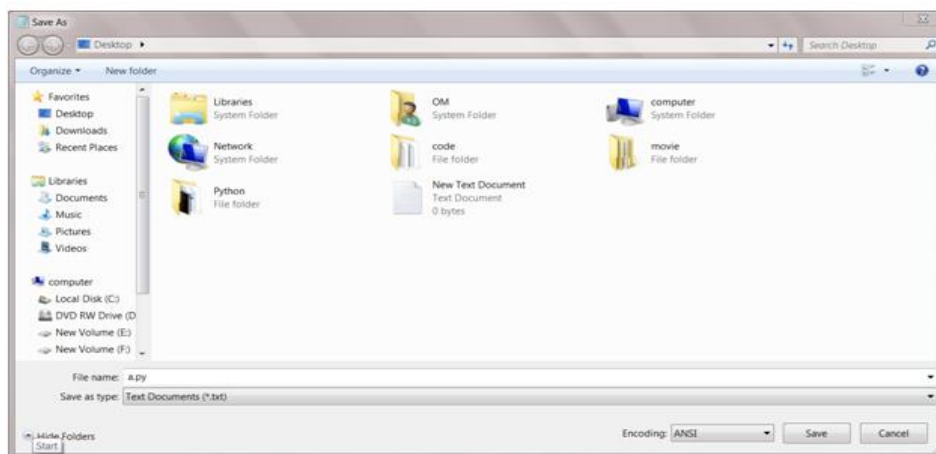 Save As
Desktop
Search Desktop
Organize
New folder
Favorites
Desktop
Downloads
Recent Places
Libraries
Documents
Music
Pictures
Videos
computer
Local Disk (C:)
DVD RW Drive (D
New Volume (E:)
New Volume (F:)
Libraries
System Folder
OM
System Folder
computer
System Folder
Network
System Folder
code
File folder
movie
File folder
Python
File folder
New Text Document
Text Document
0 bytes
File name: a.py
Save as type: Text Documents (*.txt)
Hide Folders
Start
Encoding: ANSI
Save
Cancel